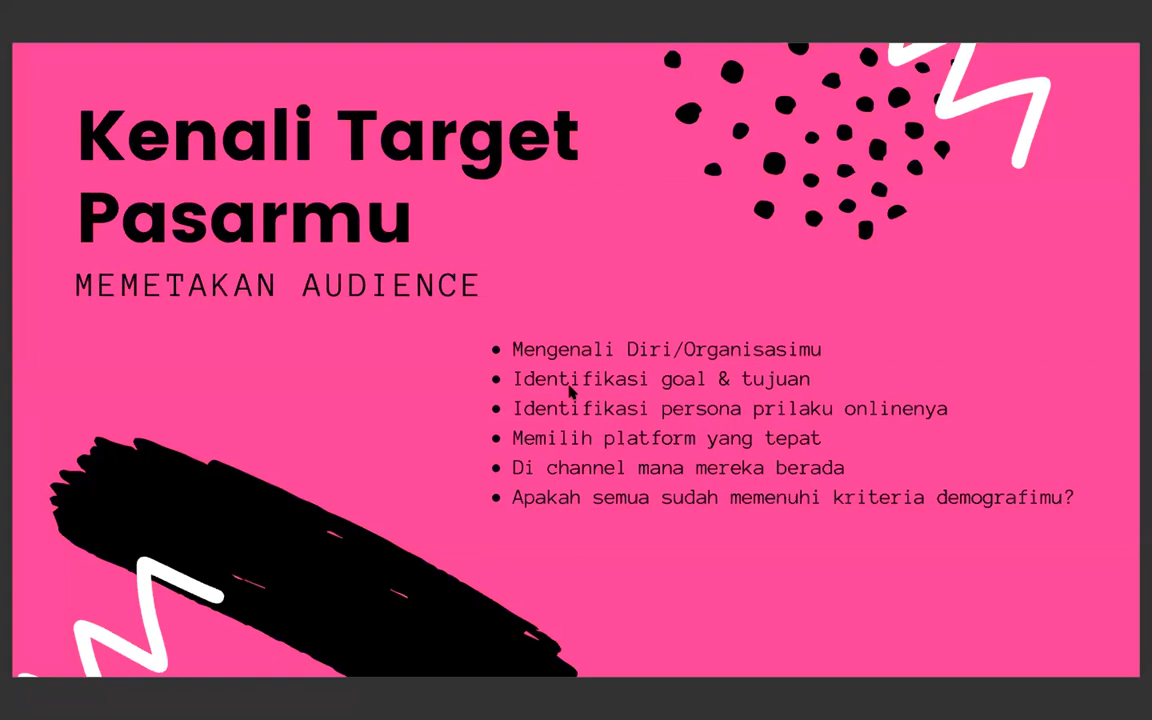 Kenali Target
Pasarmu
MEMETAKAN AUDIENCE
• Mengenali Diri/Organisasimu
• Identifikasi goal & tujuan
• Identifikasi persona prilaku onlinenya
• Memilih platform yang tepat
• Di channel mana mereka berada
• Apakah semua sudah memenuhi kriteria demografimu?